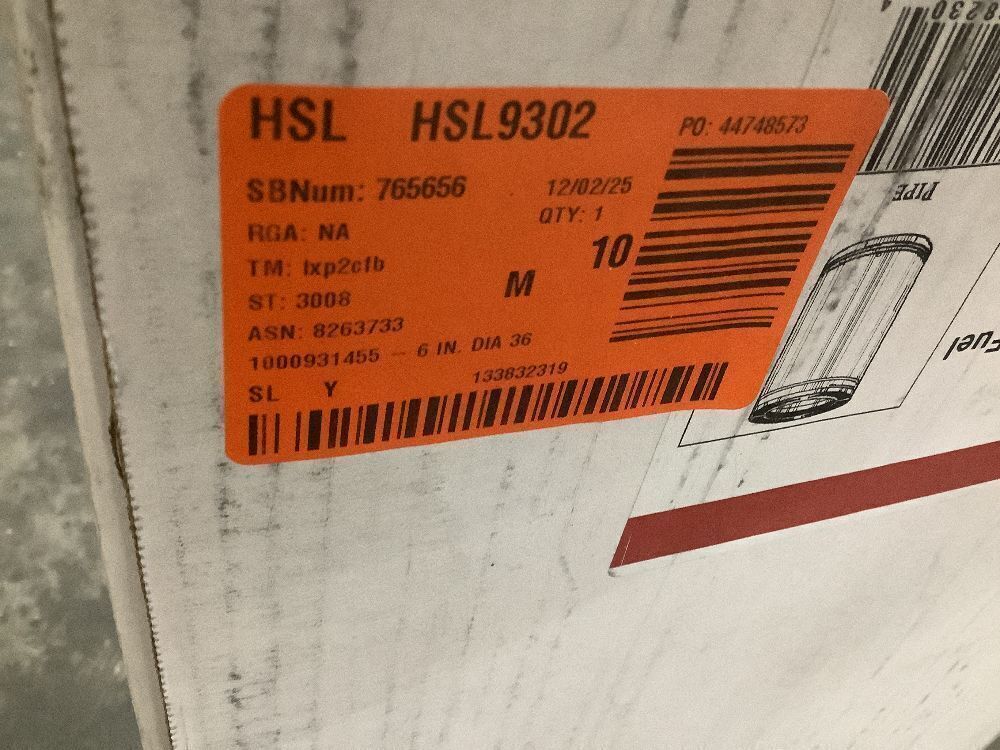 HSL HSL9302 PO: 44748573
SBNum: 765656 12/02/25
QTY: 1
RGA: NA
10
TM: lxp2cfb
M
ST: 3008
ASN: 8263733
1000931455 - 6 IN. DIA 36
SL Y 133832319
PIPE
Fuel